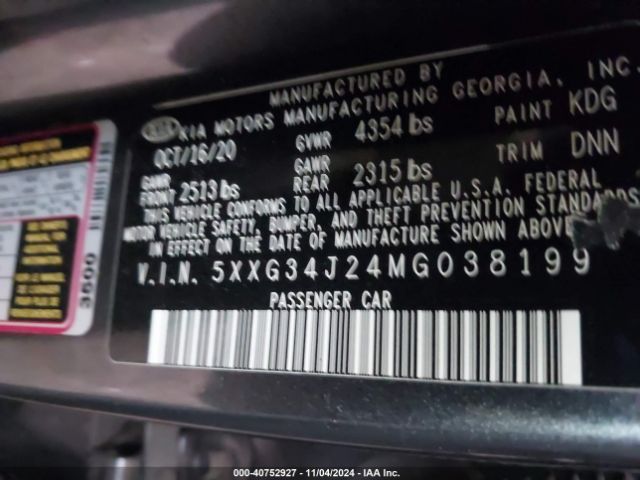 MANUFACTURED BY
KIA KIA MOTORS MANUFACTURING GEORGIA, INC.
OCT/16/20 GVWR 4354 lbs PAINT KDG
GAWR FRONT 2513 lbs GAWR REAR 2315 lbs TRIM DNN
THIS VEHICLE CONFORMS TO ALL APPLICABLE U.S.A. FEDERAL
MOTOR VEHICLE SAFETY, BUMPER, AND THEFT PREVENTION STANDARDS
IN EFFECT ON THE DATE OF MANUFACTURE SHOWN ABOVE
V.I.N. 5XXG34J24MG038199
PASSENGER CAR
3600
000-40752927 - 11/04/2024 - IAA Inc.